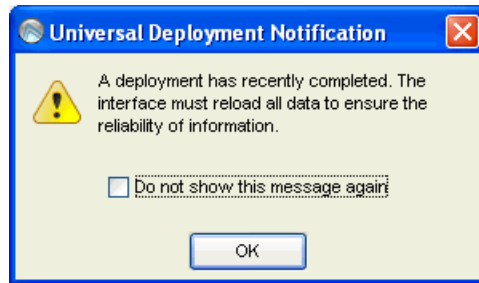 Universal Deployment Notification
A deployment has recently completed. The
interface must reload all data to ensure the
reliability of information.
Do not show this message again
OK